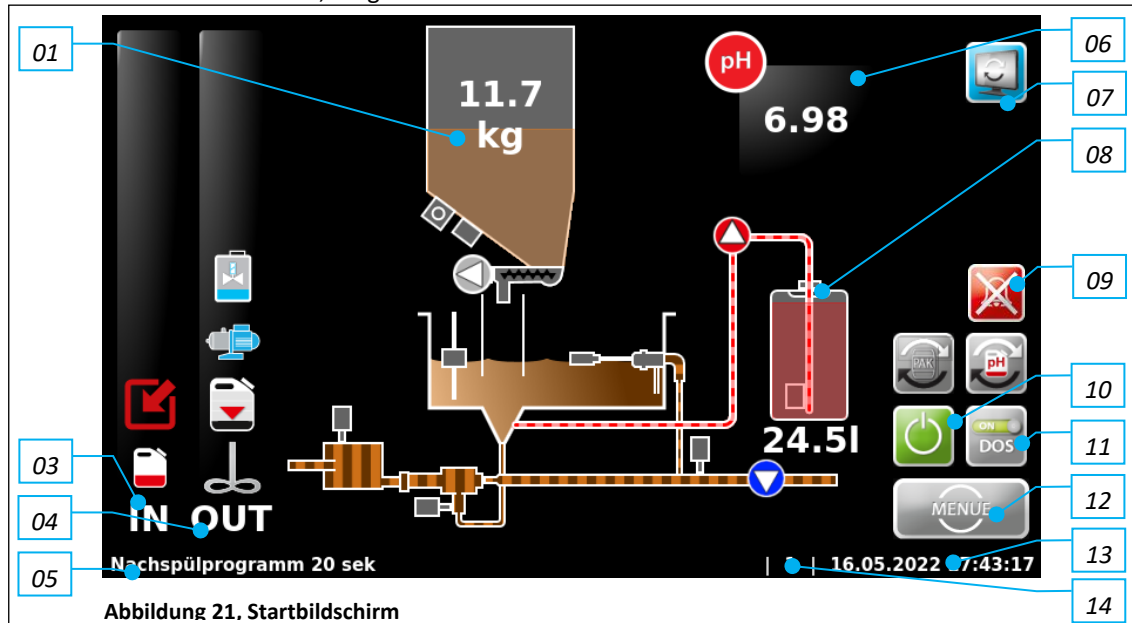 01
11.7
kg
pH
6.98
06
07
08
09
PAK
pH
10
ON
DOS
11
24.5l
MENUE
12
03
IN
OUT
04
05
Nachspülprogramm 20 sek
16.05.2022
13
14
Abbildung 21, Startbildschirm